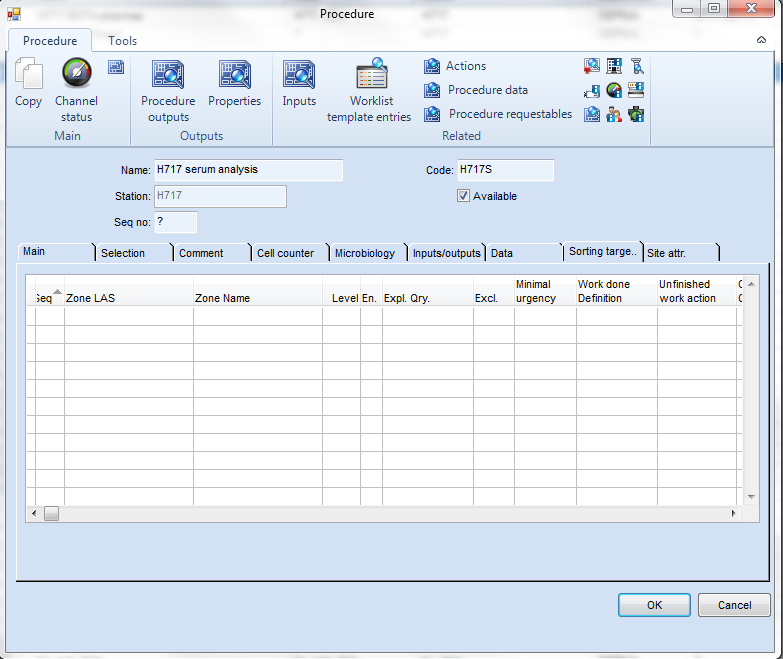 Procedure
Procedure Tools
Copy Channel status Procedure outputs Properties Inputs Worklist template entries
Actions
Procedure data
Procedure requestables
Main Outputs Related
Name: H717 serum analysis Code: H717S
Station: H717 Available
Seq no: ?
Main Selection Comment Cell counter Microbiology Inputs/outputs Data Sorting targe.. Site attr.
Seq Zone LAS Zone Name Level En. Expl. Qry. Excl. Minimal urgency Work done Definition Unfinished work action
OK Cancel